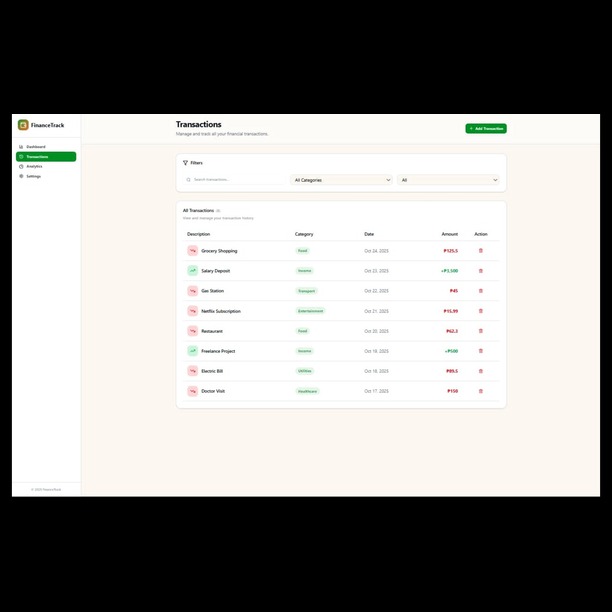 FinanceTrack
Dashboard
Transactions
Analytics
Settings
© 2025 FinanceTrack
Transactions
Manage and track all your financial transactions.
+ Add Transaction
Filters
Search transactions...
All Categories
All
All Transactions
View and manage your transaction history
Description Category Date Amount Action
Grocery Shopping Food Oct 24, 2025 ₱125.5
Salary Deposit Income Oct 23, 2025 +₱3,500
Gas Station Transport Oct 22, 2025 ₱45
Netflix Subscription Entertainment Oct 21, 2025 ₱15.99
Restaurant Food Oct 20, 2025 ₱62.3
Freelance Project Income Oct 19, 2025 +₱500
Electric Bill Utilities Oct 18, 2025 ₱89.5
Doctor Visit Healthcare Oct 17, 2025 ₱150